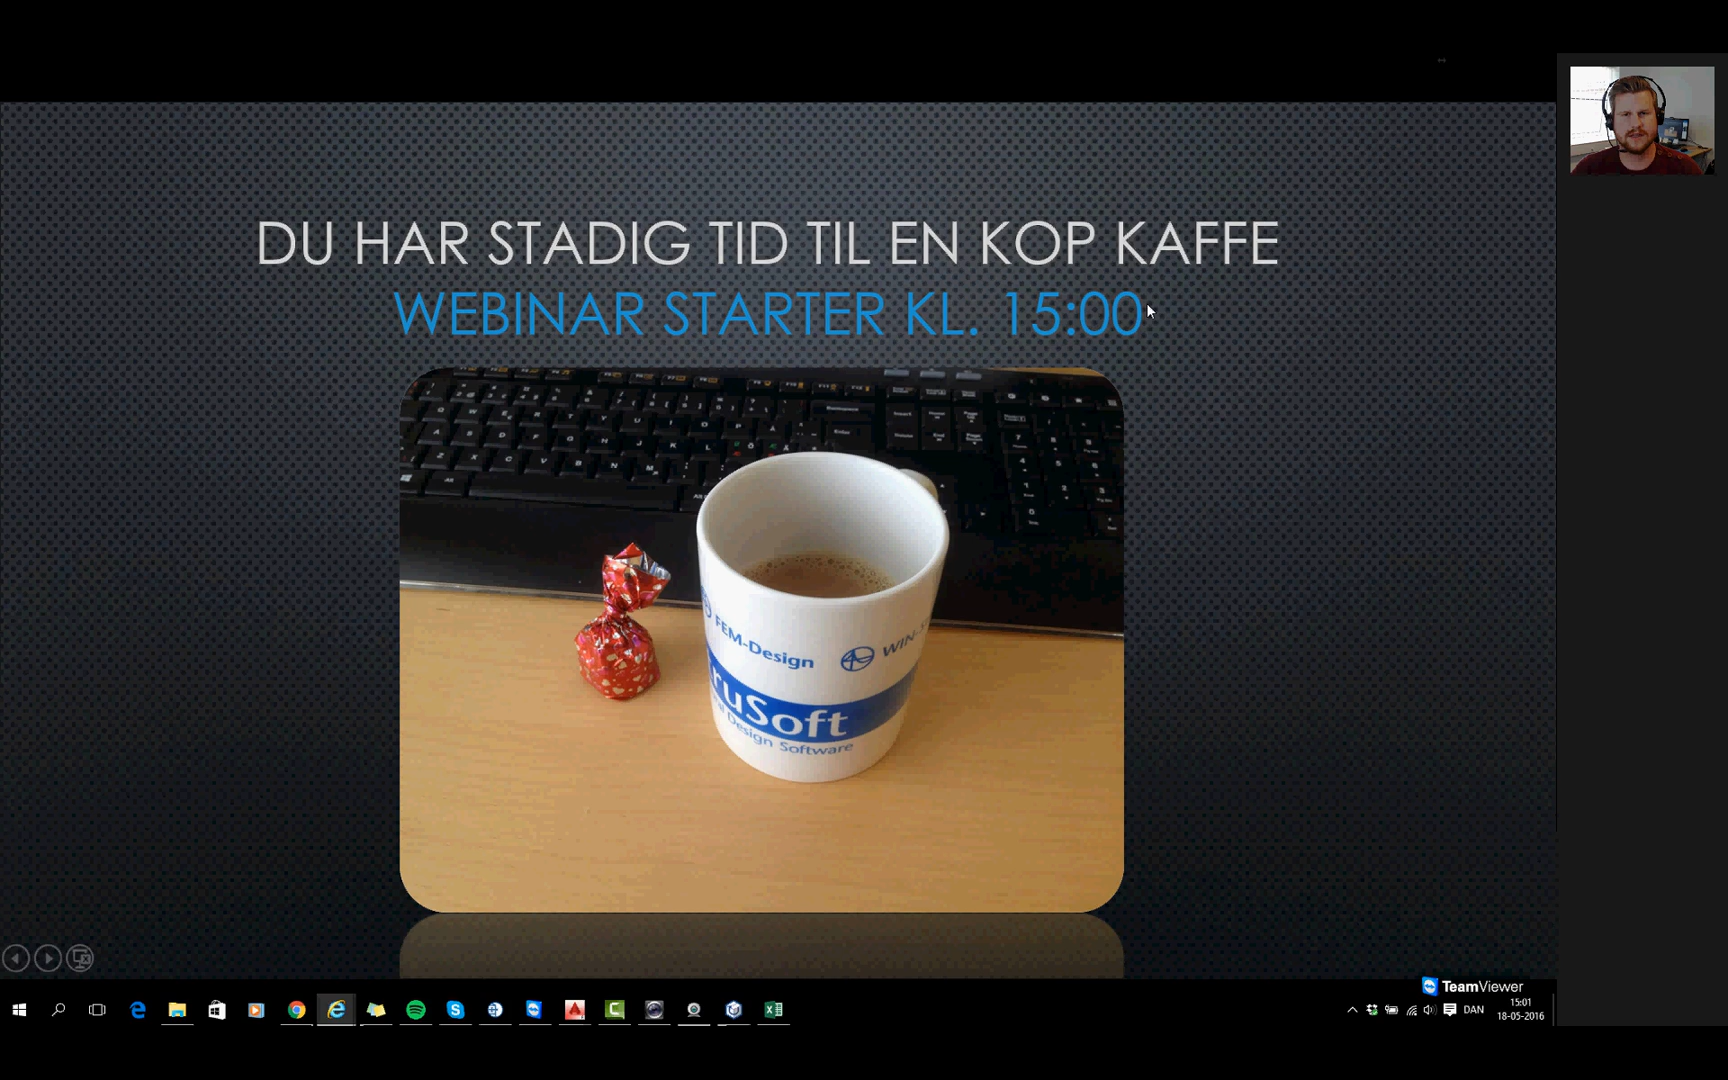 DU HAR STADIG TID TIL EN KOP KAFFE
WEBINAR STARTER KL. 15:00
FEM-Design
WIN-
ruSoft
Design Software
TeamViewer
15:01
DAN
18-05-2016